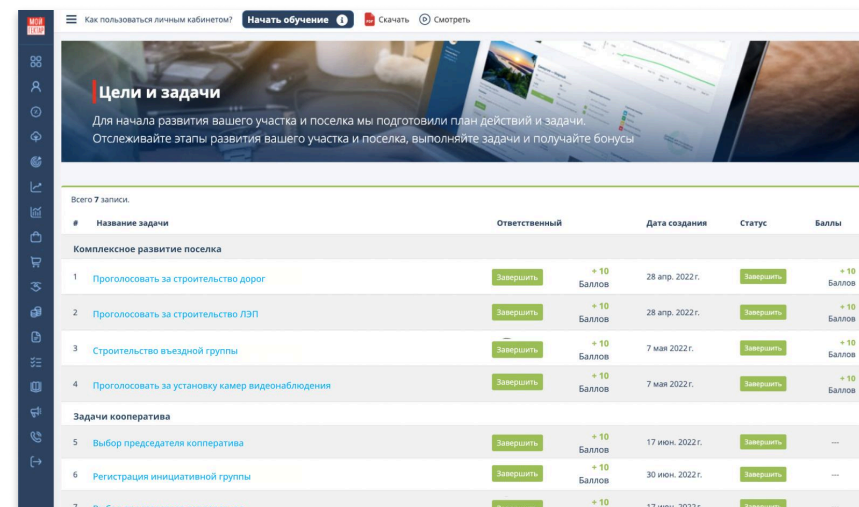 МОЙ
ГЕКТАР
Как пользоваться личным кабинетом? Начать обучение i PDF Скачать Смотреть
Цели и задачи
Для начала развития вашего участка и поселка мы подготовили план действий и задачи.
Отслеживайте этапы развития вашего участка и поселка, выполняйте задачи и получайте бонусы
Всего 7 записи.
# Название задачи Ответственный Дата создания Статус Баллы
Комплексное развитие поселка
1 Проголосовать за строительство дорог Завершить + 10 Баллов 28 апр. 2022 г. Завершить + 10 Баллов
2 Проголосовать за строительство ЛЭП Завершить + 10 Баллов 28 апр. 2022 г. Завершить + 10 Баллов
3 Строительство въездной группы Завершить + 10 Баллов 7 мая 2022 г. Завершить + 10 Баллов
4 Проголосовать за установку камер видеонаблюдения Завершить + 10 Баллов 7 мая 2022 г. Завершить + 10 Баллов
Задачи кооператива
5 Выбор председателя копператива Завершить + 10 Баллов 17 июн. 2022 г. Завершить ---
6 Регистрация инициативной группы Завершить + 10 Баллов 30 июн. 2022 г. Завершить ---
+ 10